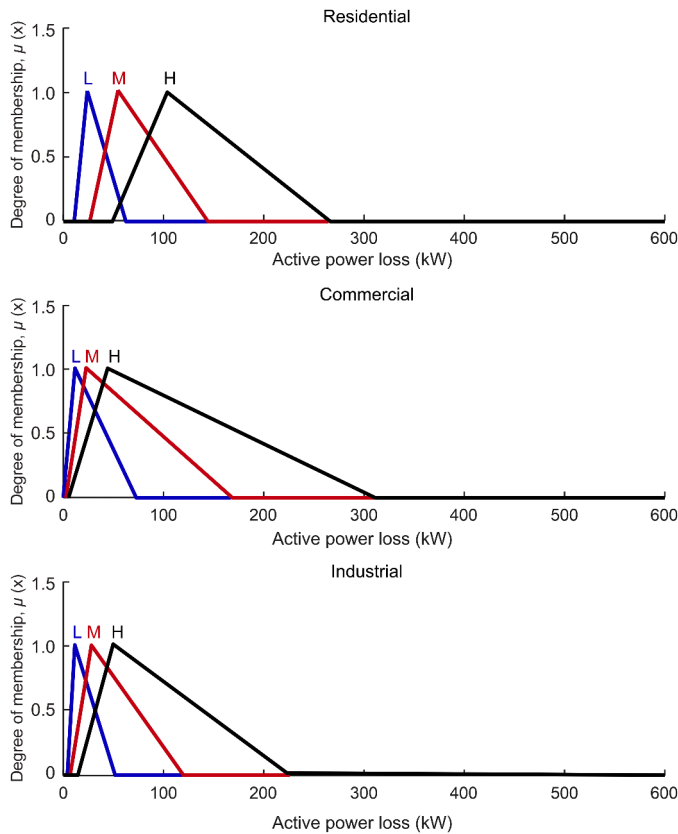 Residential
1.5
L M H
1.0
0.5
0
0 100 200 300 400 500 600
Degree of membership, μ (x)
Active power loss (kW)
Commercial
1.5
L M H
1.0
0.5
0
0 100 200 300 400 500 600
Degree of membership, μ (x)
Active power loss (kW)
Industrial
1.5
L M H
1.0
0.5
0
0 100 200 300 400 500 600
Degree of membership, μ (x)
Active power loss (kW)